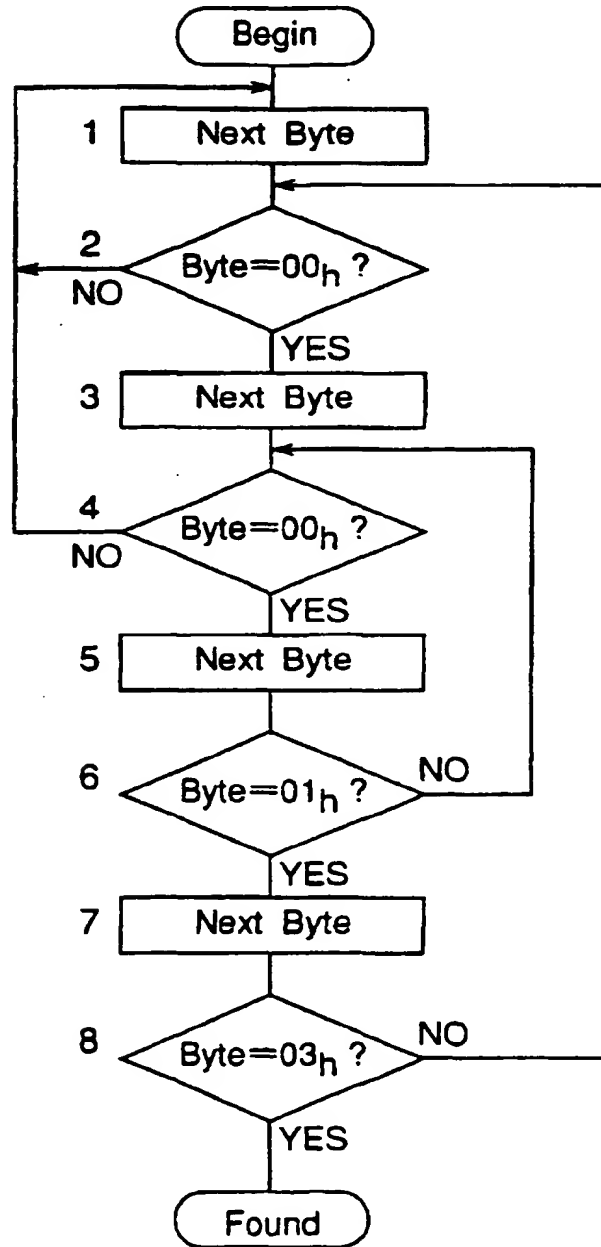 Begin
1 Next Byte
2 Byte=00h ?
NO
YES
3 Next Byte
4 Byte=00h ?
NO
YES
5 Next Byte
6 Byte=01h ? NO
YES
7 Next Byte
8 Byte=03h ? NO
YES
Found